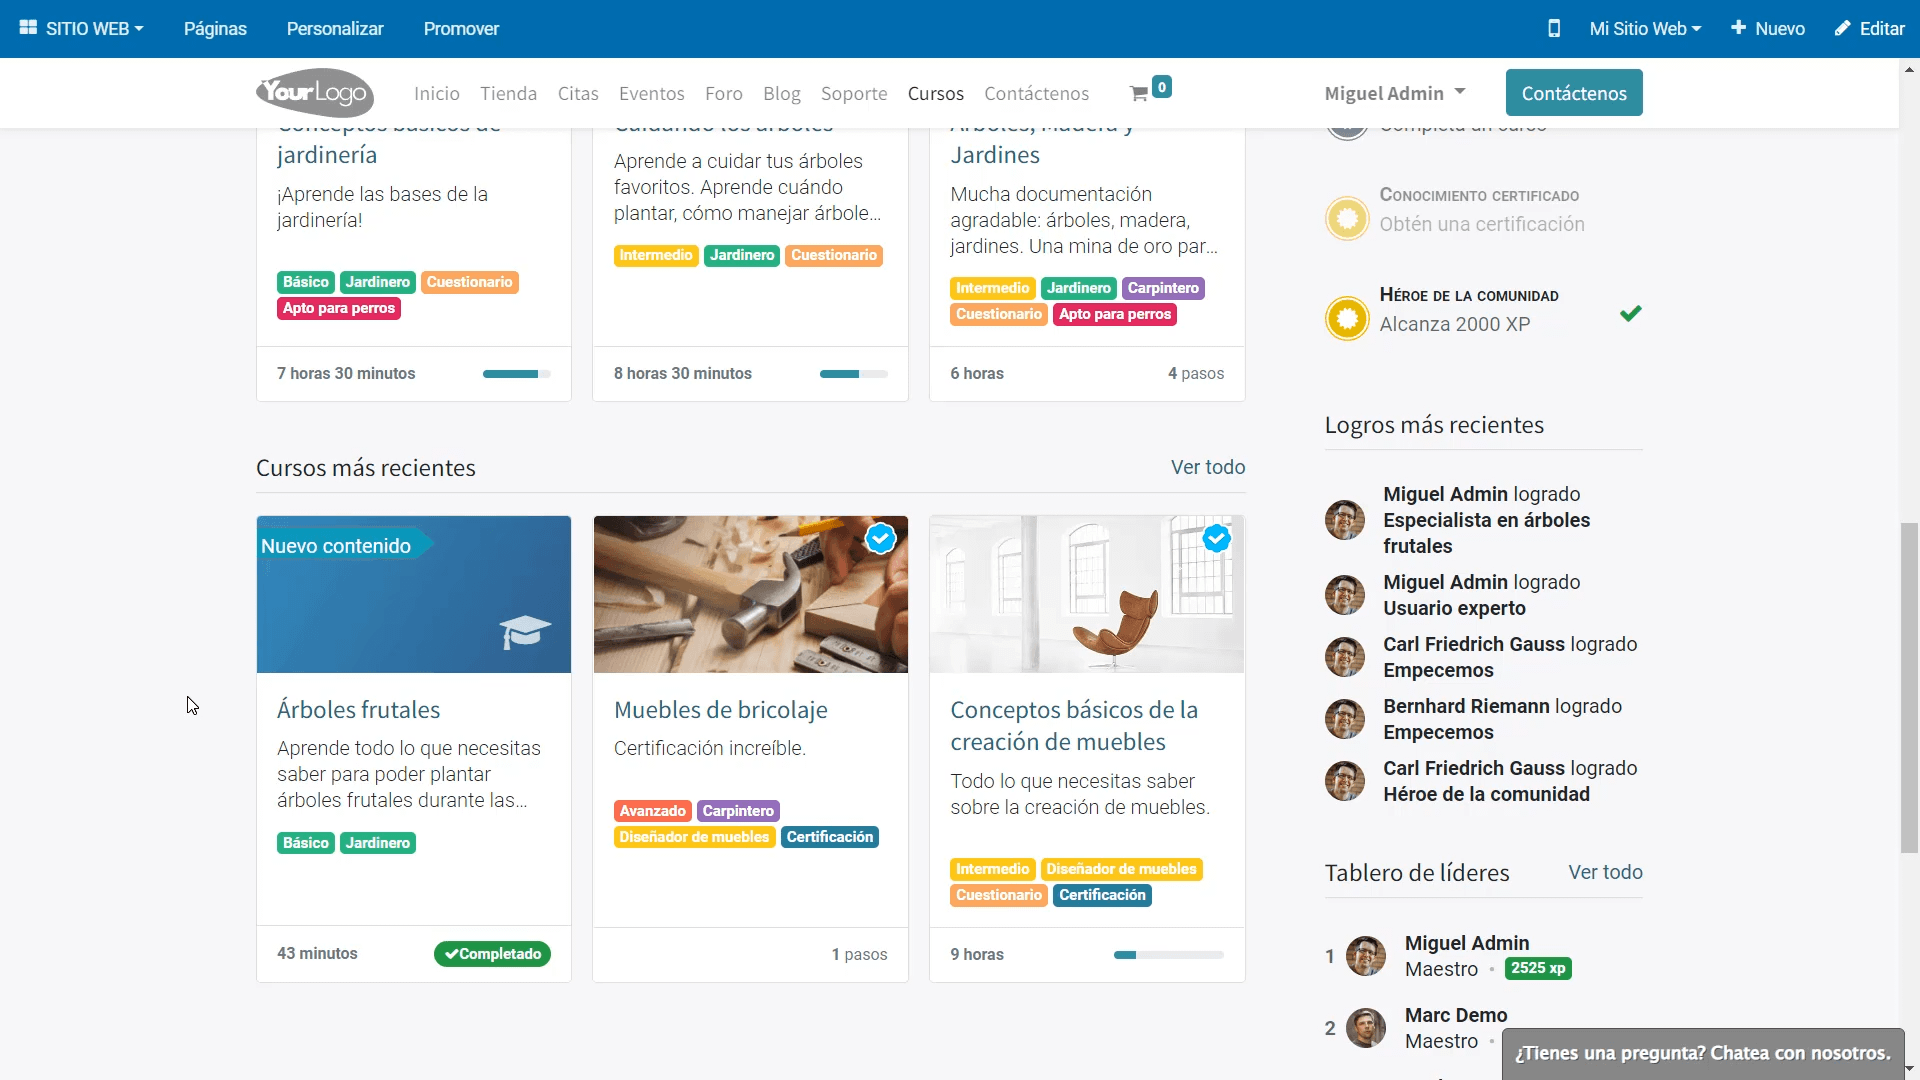 SITIO WEB
Páginas
Personalizar
Promover
Mi Sitio Web
Nuevo
Editar
YourLogo
Inicio
Tienda
Citas
Eventos
Foro
Blog
Soporte
Cursos
Contáctenos
0
Miguel Admin
Contáctenos
Conceptos básicos de
jardinería
¡Aprende las bases de la
jardinería!
Básico Jardinero Cuestionario
Apto para perros
7 horas 30 minutos
Cuidando los árboles
Aprende a cuidar tus árboles
favoritos. Aprende cuándo
plantar, cómo manejar árbole...
Intermedio Jardinero Cuestionario
8 horas 30 minutos
Árboles, Madera y
Jardines
Mucha documentación
agradable: árboles, madera,
jardines. Una mina de oro par...
Intermedio Jardinero Carpintero
Cuestionario Apto para perros
6 horas
4 pasos
Cursos más recientes
Ver todo
Nuevo contenido
Árboles frutales
Aprende todo lo que necesitas
saber para poder plantar
árboles frutales durante las...
Básico Jardinero
43 minutos
Completado
Muebles de bricolaje
Certificación increíble.
Avanzado Carpintero
Diseñador de muebles Certificación
1 pasos
Conceptos básicos de la
creación de muebles
Todo lo que necesitas saber
sobre la creación de muebles.
Intermedio Diseñador de muebles
Cuestionario Certificación
9 horas
Completa un curso
Conocimiento certificado
Obtén una certificación
Héroe de la comunidad
Alcanza 2000 XP
Logros más recientes
Miguel Admin logrado
Especialista en árboles
frutales
Miguel Admin logrado
Usuario experto
Carl Friedrich Gauss logrado
Empecemos
Bernhard Riemann logrado
Empecemos
Carl Friedrich Gauss logrado
Héroe de la comunidad
Tablero de líderes
Ver todo
1
Miguel Admin
Maestro • 2525 xp
2
Marc Demo
Maestro •
¿Tienes una pregunta? Chatea con nosotros.